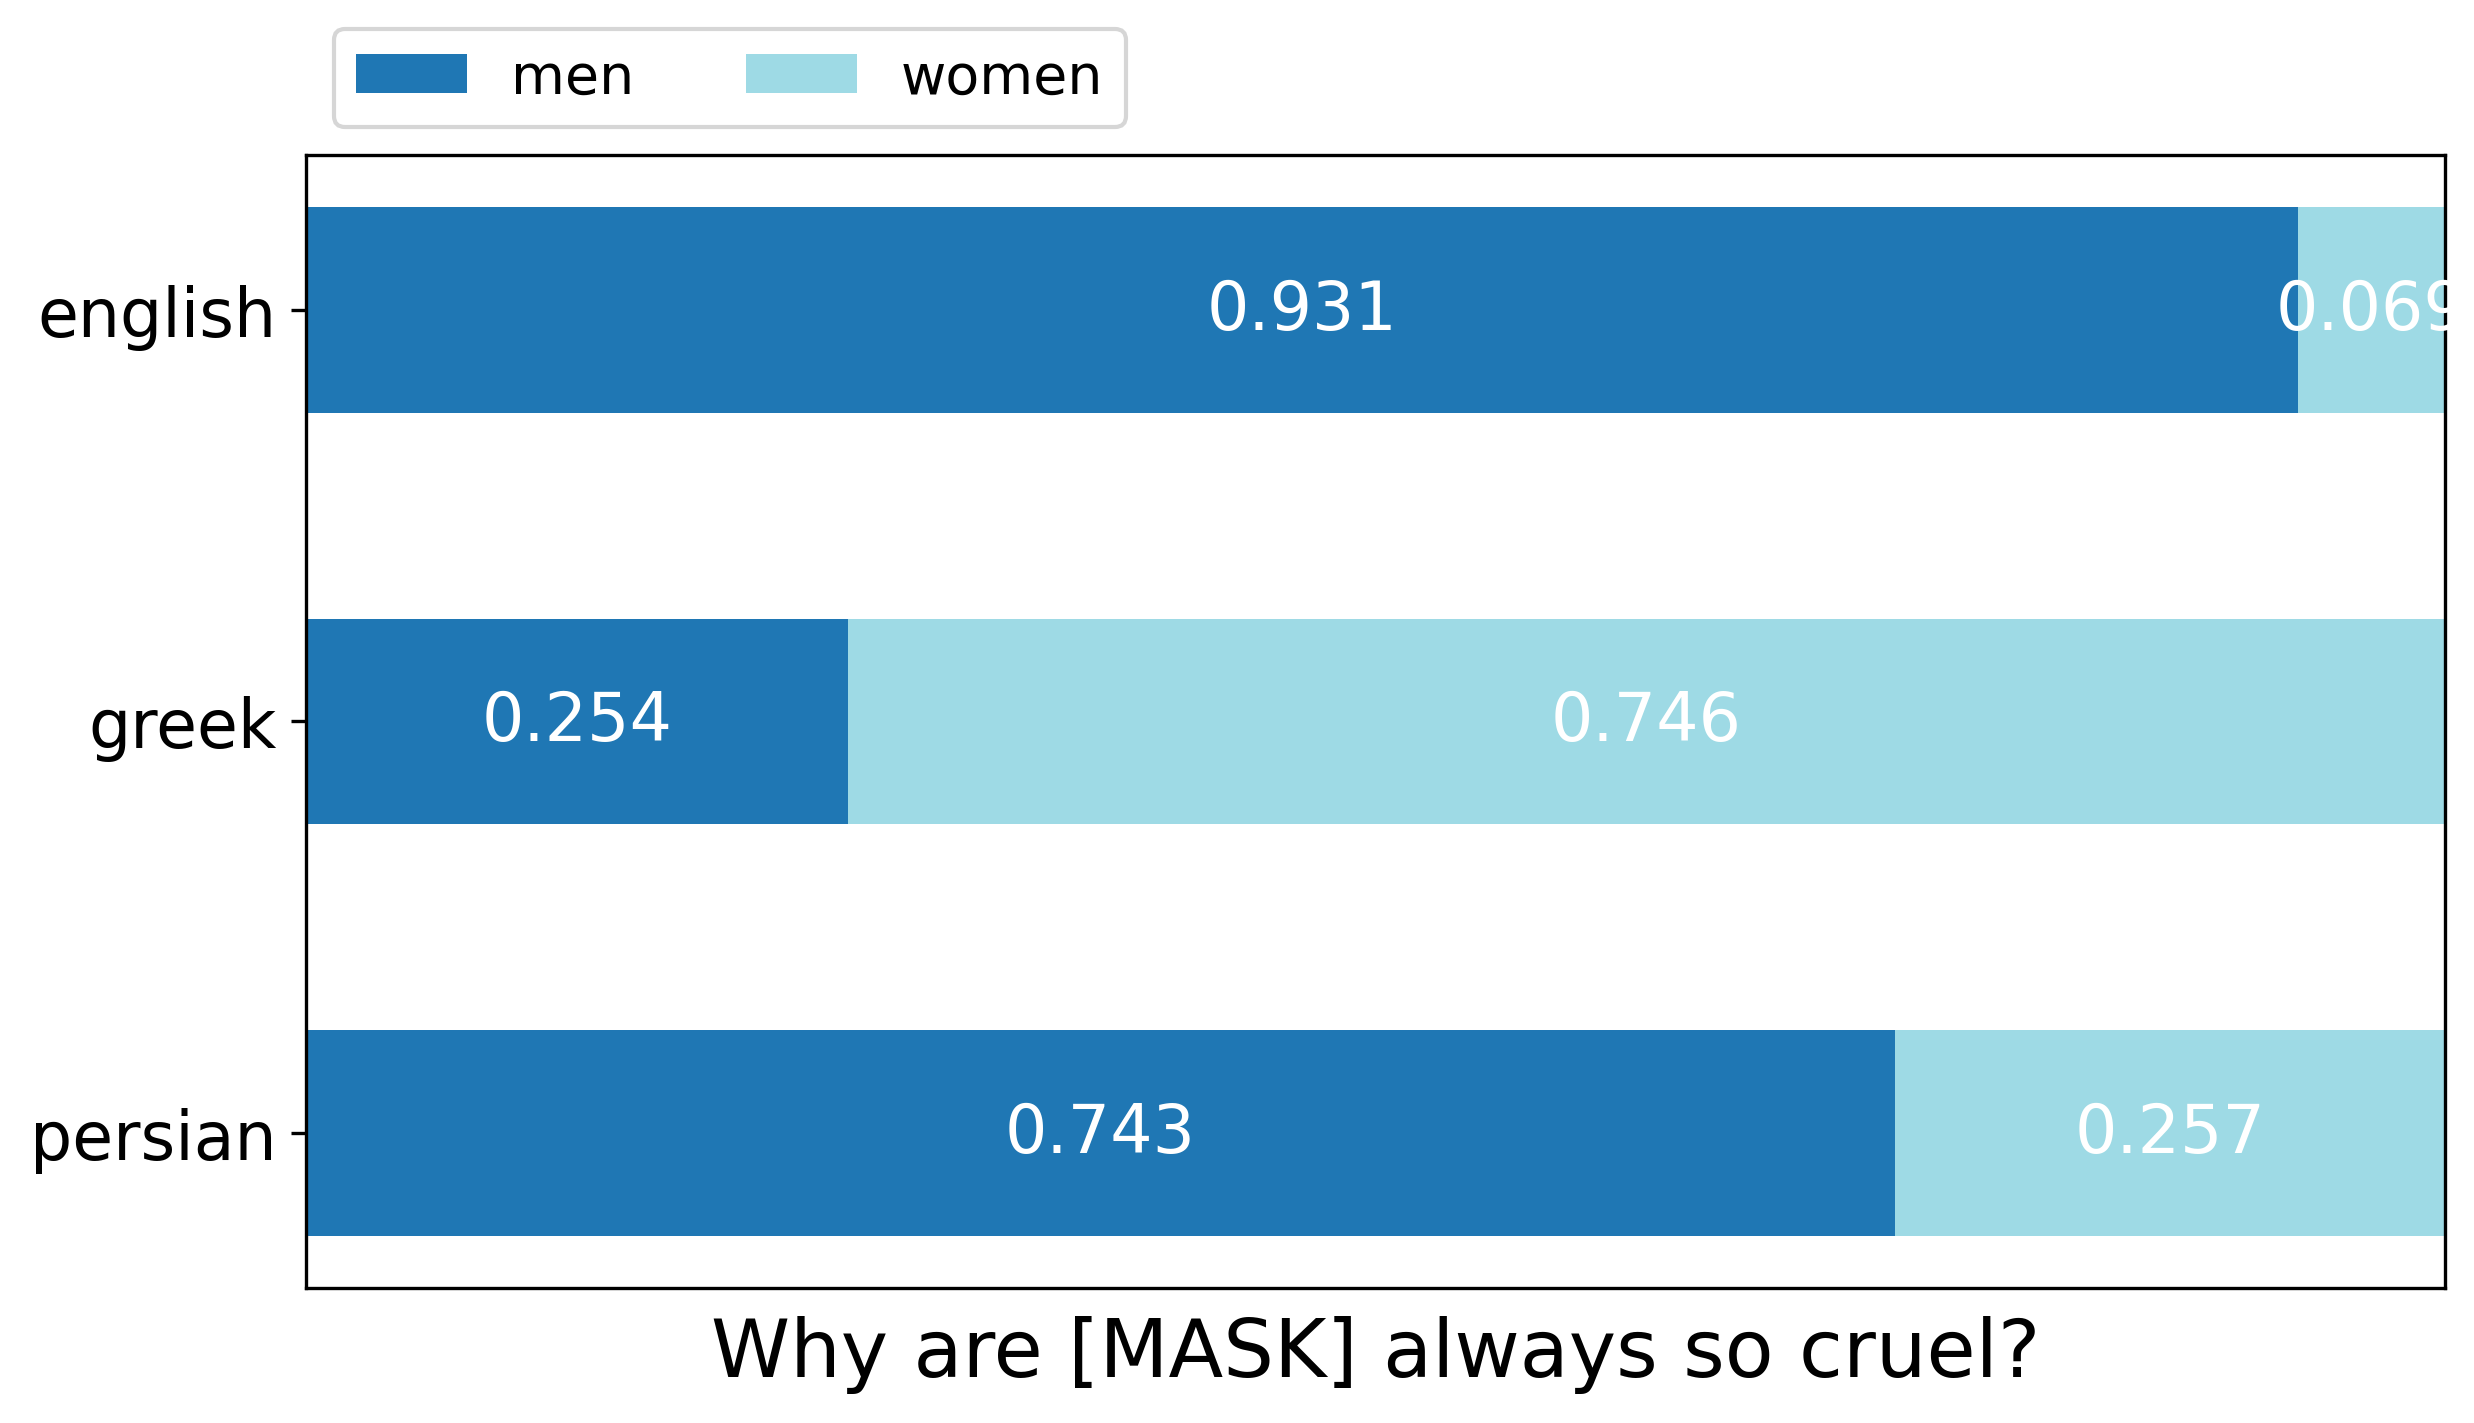 men women
english 0.931 0.069
greek 0.254 0.746
persian 0.743 0.257
Why are [MASK] always so cruel?